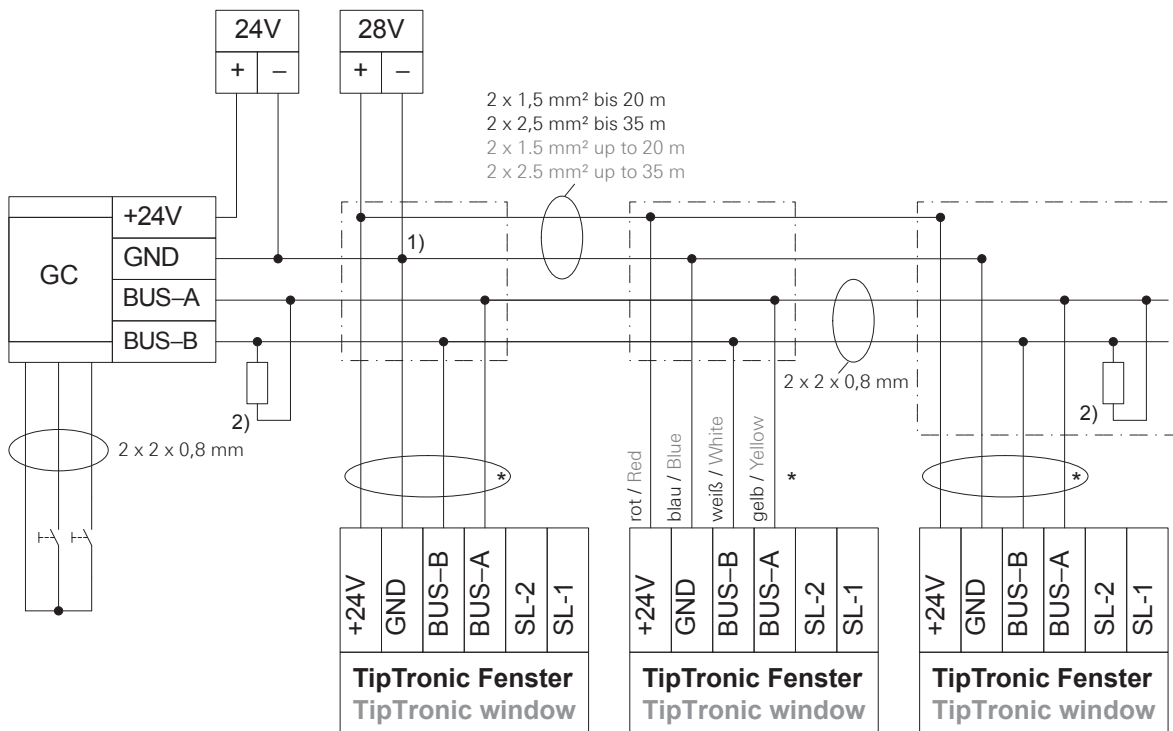 24V
+ –
28V
+ –
2 x 1,5 mm² bis 20 m
2 x 2,5 mm² bis 35 m
2 x 1.5 mm² up to 20 m
2 x 2.5 mm² up to 35 m
GC
+24V
GND
BUS–A
BUS–B
1)
2)
2 x 2 x 0,8 mm
2)
2 x 2 x 0,8 mm
*
rot / Red
blau / Blue
weiß / White
gelb / Yellow
*
*
+24V
GND
BUS–B
BUS–A
SL-2
SL-1
TipTronic Fenster
TipTronic window
+24V
GND
BUS–B
BUS–A
SL-2
SL-1
TipTronic Fenster
TipTronic window
+24V
GND
BUS–B
BUS–A
SL-2
SL-1
TipTronic Fenster
TipTronic window